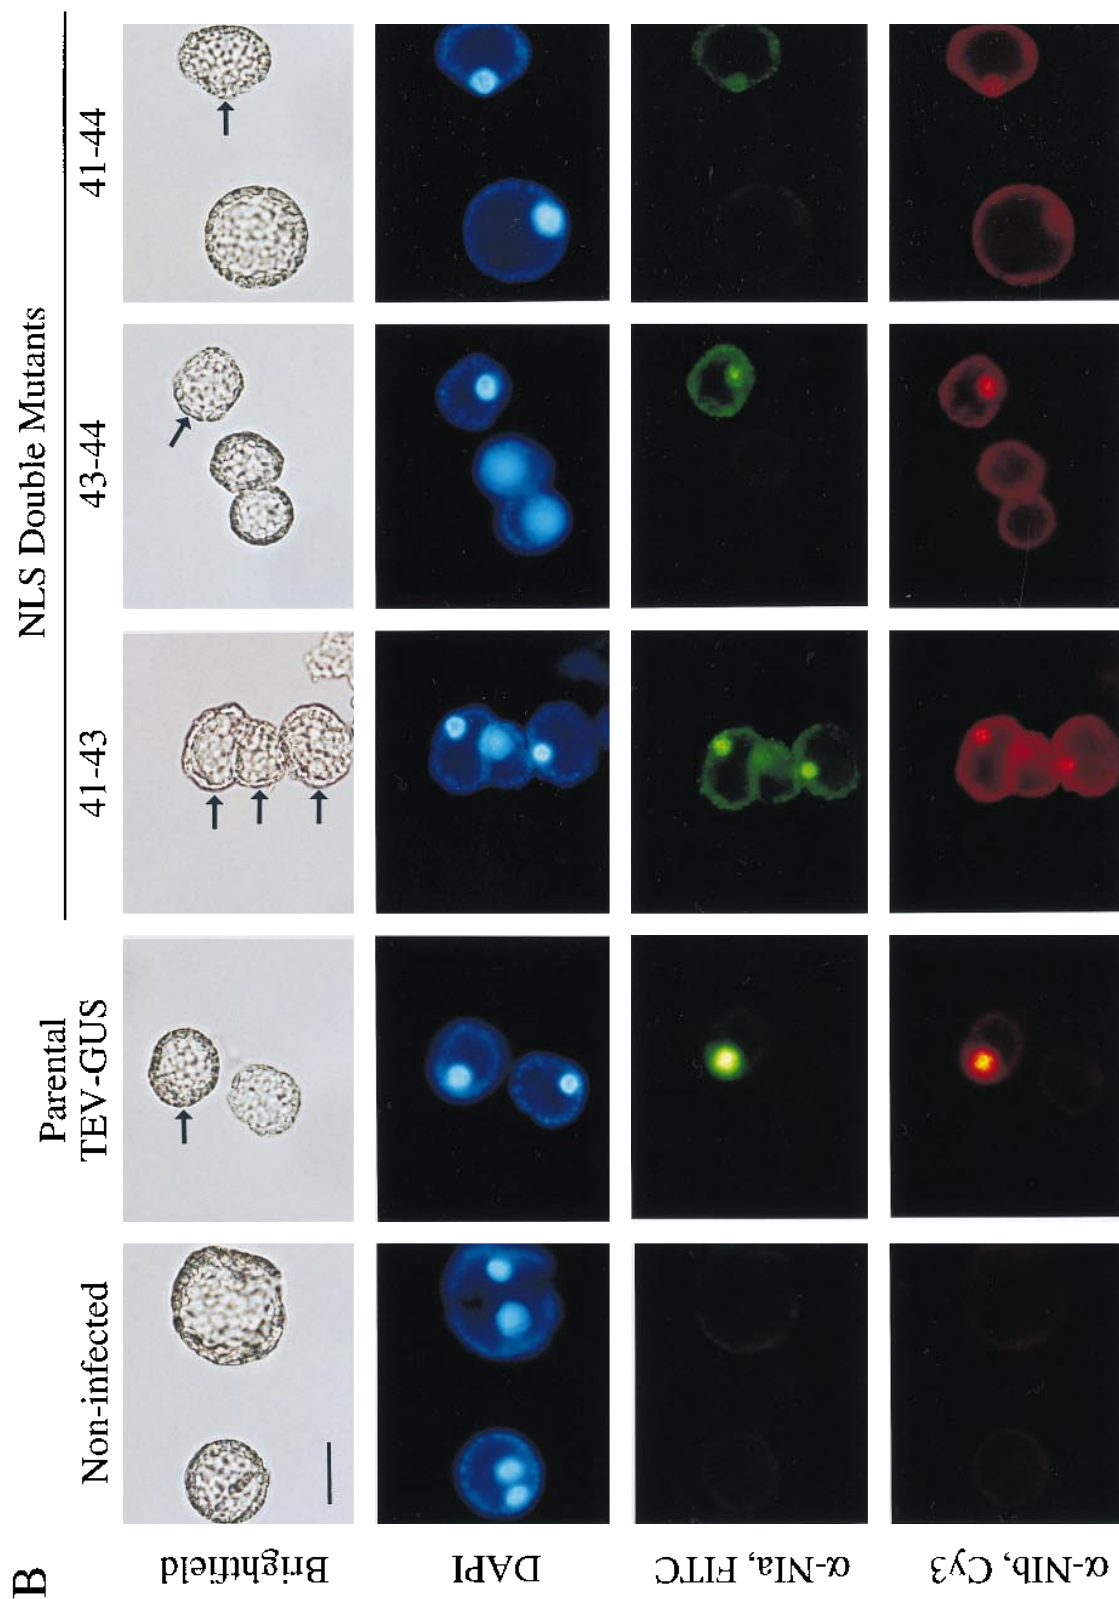 B
NLS Double Mutants
Non-infected
Parental
TEV-GUS
41-43
43-44
41-44
Brightfield
DAPI
α-NIa, FITC
α-NIb, Cy3